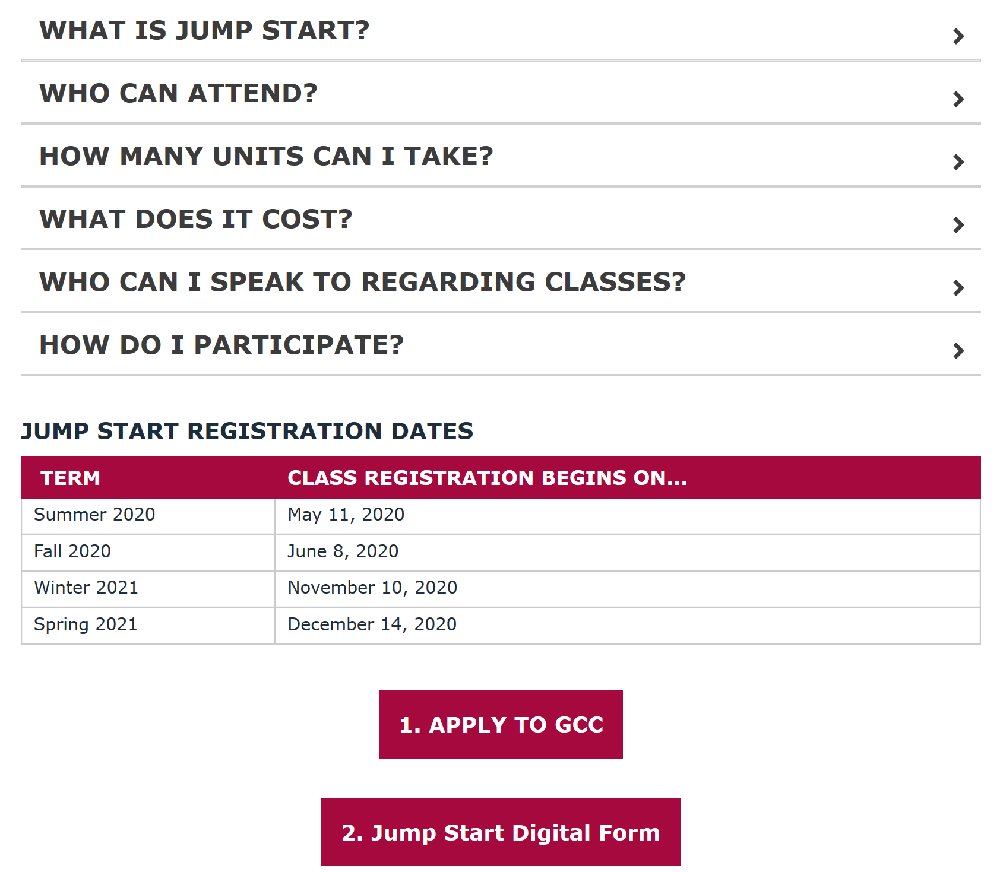 WHAT IS JUMP START?
WHO CAN ATTEND?
HOW MANY UNITS CAN I TAKE?
WHAT DOES IT COST?
WHO CAN I SPEAK TO REGARDING CLASSES?
HOW DO I PARTICIPATE?
JUMP START REGISTRATION DATES
TERM CLASS REGISTRATION BEGINS ON...
Summer 2020 May 11, 2020
Fall 2020 June 8, 2020
Winter 2021 November 10, 2020
Spring 2021 December 14, 2020
1. APPLY TO GCC
2. Jump Start Digital Form